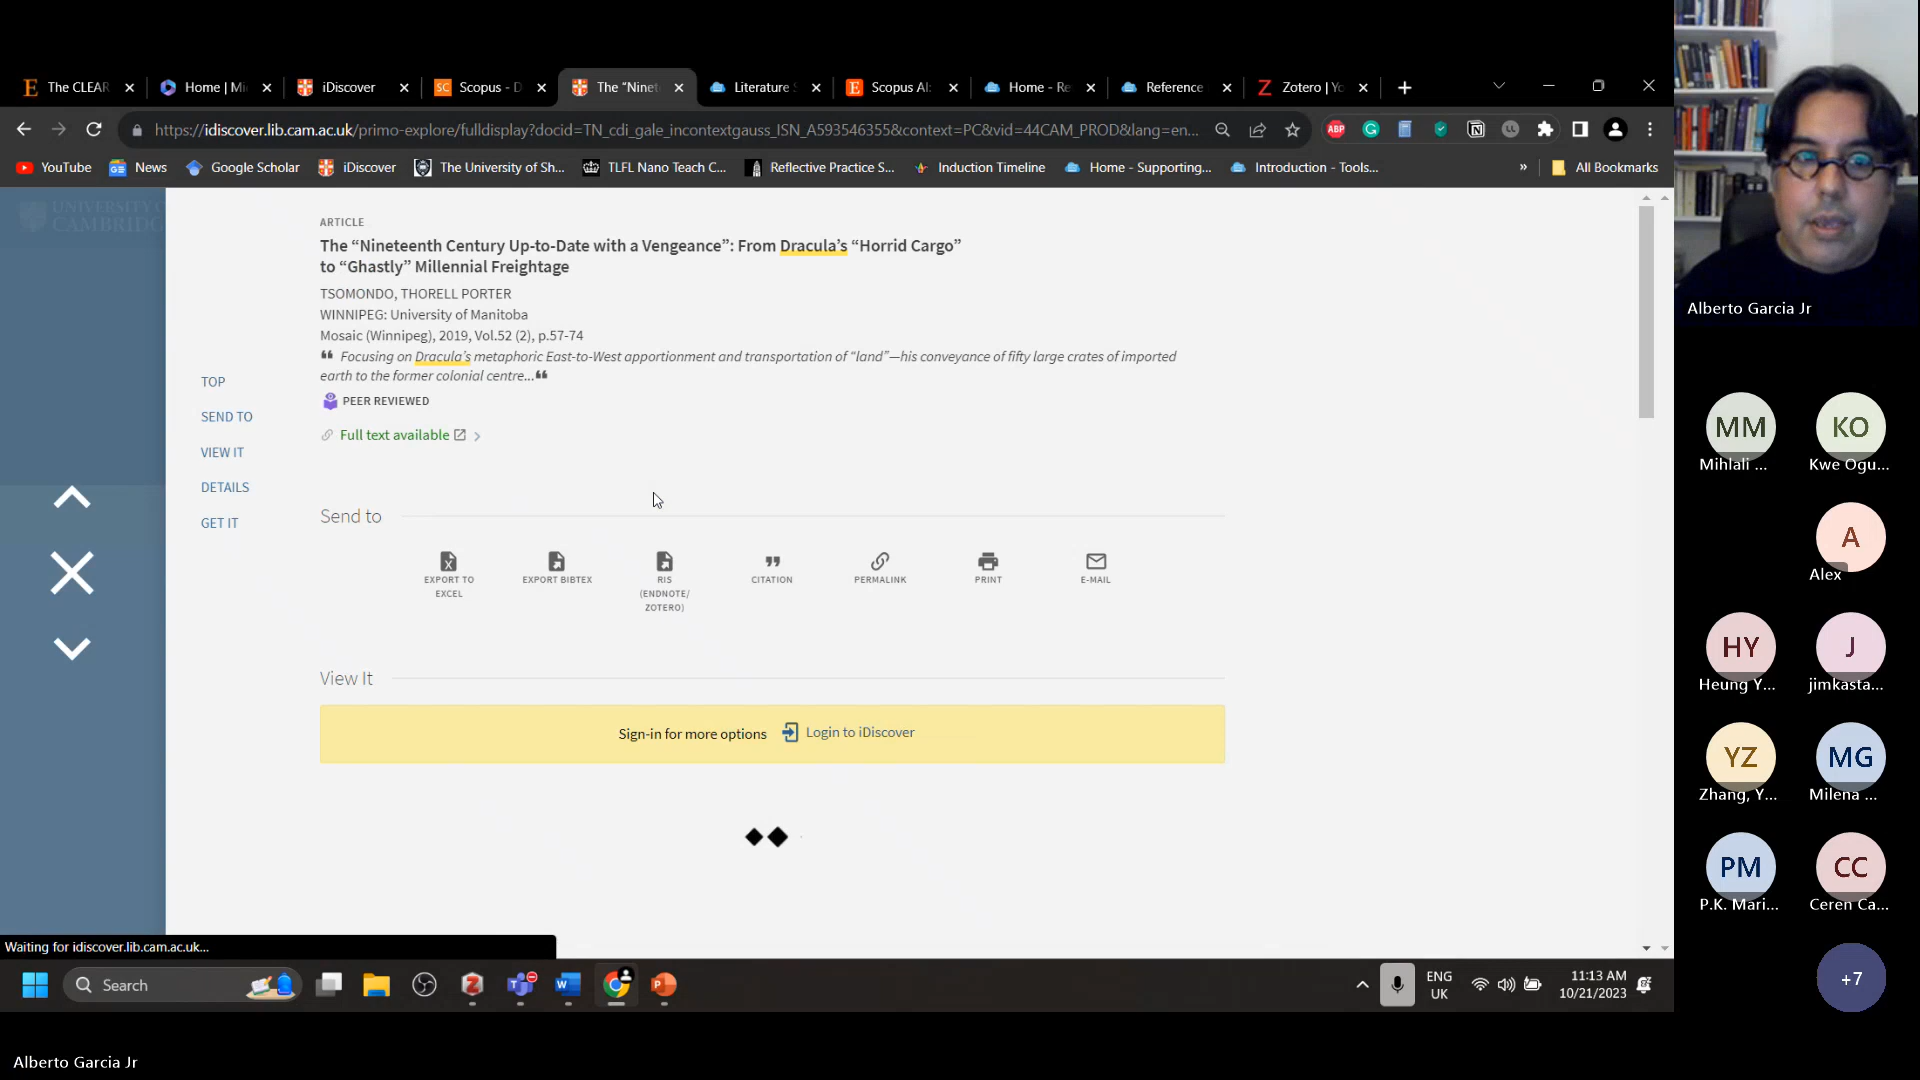 The CLEAR
Home | Mi
iDiscover
Scopus - D
The “Ninet
Literature S
Scopus AI:
Home - Re
Reference
Zotero | Yo
https://idiscover.lib.cam.ac.uk/primo-explore/fulldisplay?docid=TN_cdi_gale_incontextgauss_ISN_A593546355&context=PC&vid=44CAM_PROD&lang=en...
ABP
YouTube
News
Google Scholar
iDiscover
The University of Sh...
TLFL Nano Teach C...
Reflective Practice S...
Induction Timeline
Home - Supporting...
Introduction - Tools...
»
All Bookmarks
UNIVERSITY O
CAMBRIDG
ARTICLE
The “Nineteenth Century Up-to-Date with a Vengeance”: From Dracula’s “Horrid Cargo”
to “Ghastly” Millennial Freightage
TSOMONDO, THORELL PORTER
WINNIPEG: University of Manitoba
Mosaic (Winnipeg), 2019, Vol.52 (2), p.57-74
“ Focusing on Dracula’s metaphoric East-to-West apportionment and transportation of “land”—his conveyance of fifty large crates of imported
earth to the former colonial centre...“
PEER REVIEWED
Full text available
TOP
SEND TO
VIEW IT
DETAILS
GET IT
Send to
EXPORT TO
EXCEL
EXPORT BIBTEX
RIS
(ENDNOTE/
ZOTERO)
CITATION
PERMALINK
PRINT
E-MAIL
View It
Sign-in for more options
Login to iDiscover
Waiting for idiscover.lib.cam.ac.uk...
Search
ENG
UK
11:13 AM
10/21/2023
Alberto Garcia Jr
MM
Mihlali ...
KO
Kwe Ogu...
A
Alex
HY
Heung Y...
J
jimkasta...
YZ
Zhang, Y...
MG
Milena ...
PM
P.K. Mari...
CC
Ceren Ca...
+7
Alberto Garcia Jr